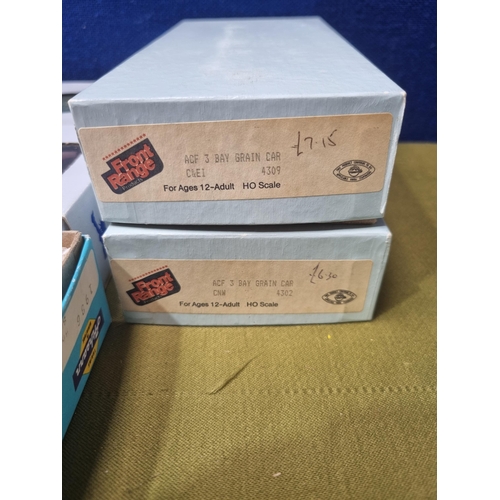 Front
Range
ACF 3 BAY GRAIN CAR
C&EI 4309
For Ages 12-Adult HO Scale
£7.15
Front
Range
ACF 3 BAY GRAIN CAR
CNW 4302
For Ages 12-Adult HO Scale
£6.30